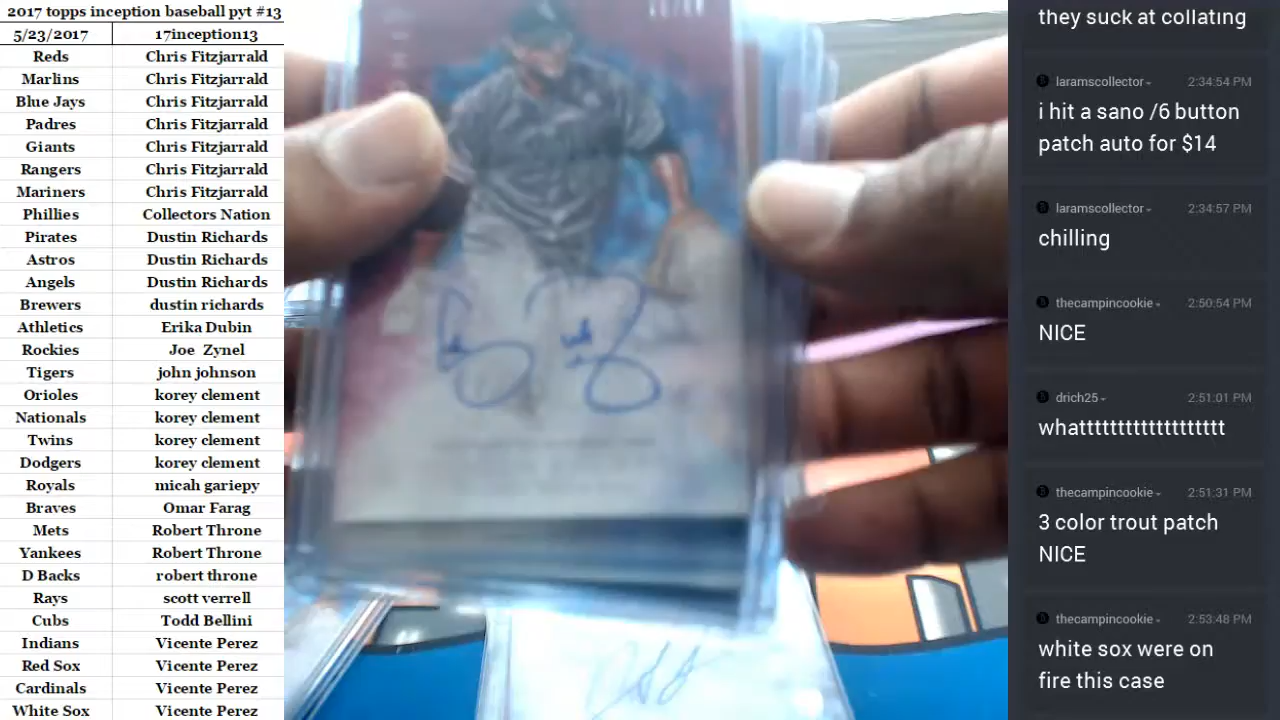 2017 topps inception baseball pyt #13
5/23/2017 17inception13
Reds Chris Fitzjarrald
Marlins Chris Fitzjarrald
Blue Jays Chris Fitzjarrald
Padres Chris Fitzjarrald
Giants Chris Fitzjarrald
Rangers Chris Fitzjarrald
Mariners Chris Fitzjarrald
Phillies Collectors Nation
Pirates Dustin Richards
Astros Dustin Richards
Angels Dustin Richards
Brewers dustin richards
Athletics Erika Dubin
Rockies Joe Zynel
Tigers john johnson
Orioles korey clement
Nationals korey clement
Twins korey clement
Dodgers korey clement
Royals micah gariepy
Braves Omar Farag
Mets Robert Throne
Yankees Robert Throne
D Backs robert throne
Rays scott verrell
Cubs Todd Bellini
Indians Vicente Perez
Red Sox Vicente Perez
Cardinals Vicente Perez
White Sox Vicente Perez
they suck at collating
laramscollector 2:34:54 PM
i hit a sano /6 button
patch auto for $14
laramscollector 2:34:57 PM
chilling
thecampincookie 2:50:54 PM
NICE
drich25 2:51:01 PM
whatttttttttttttttttt
thecampincookie 2:51:31 PM
3 color trout patch
NICE
thecampincookie 2:53:48 PM
white sox were on
fire this case